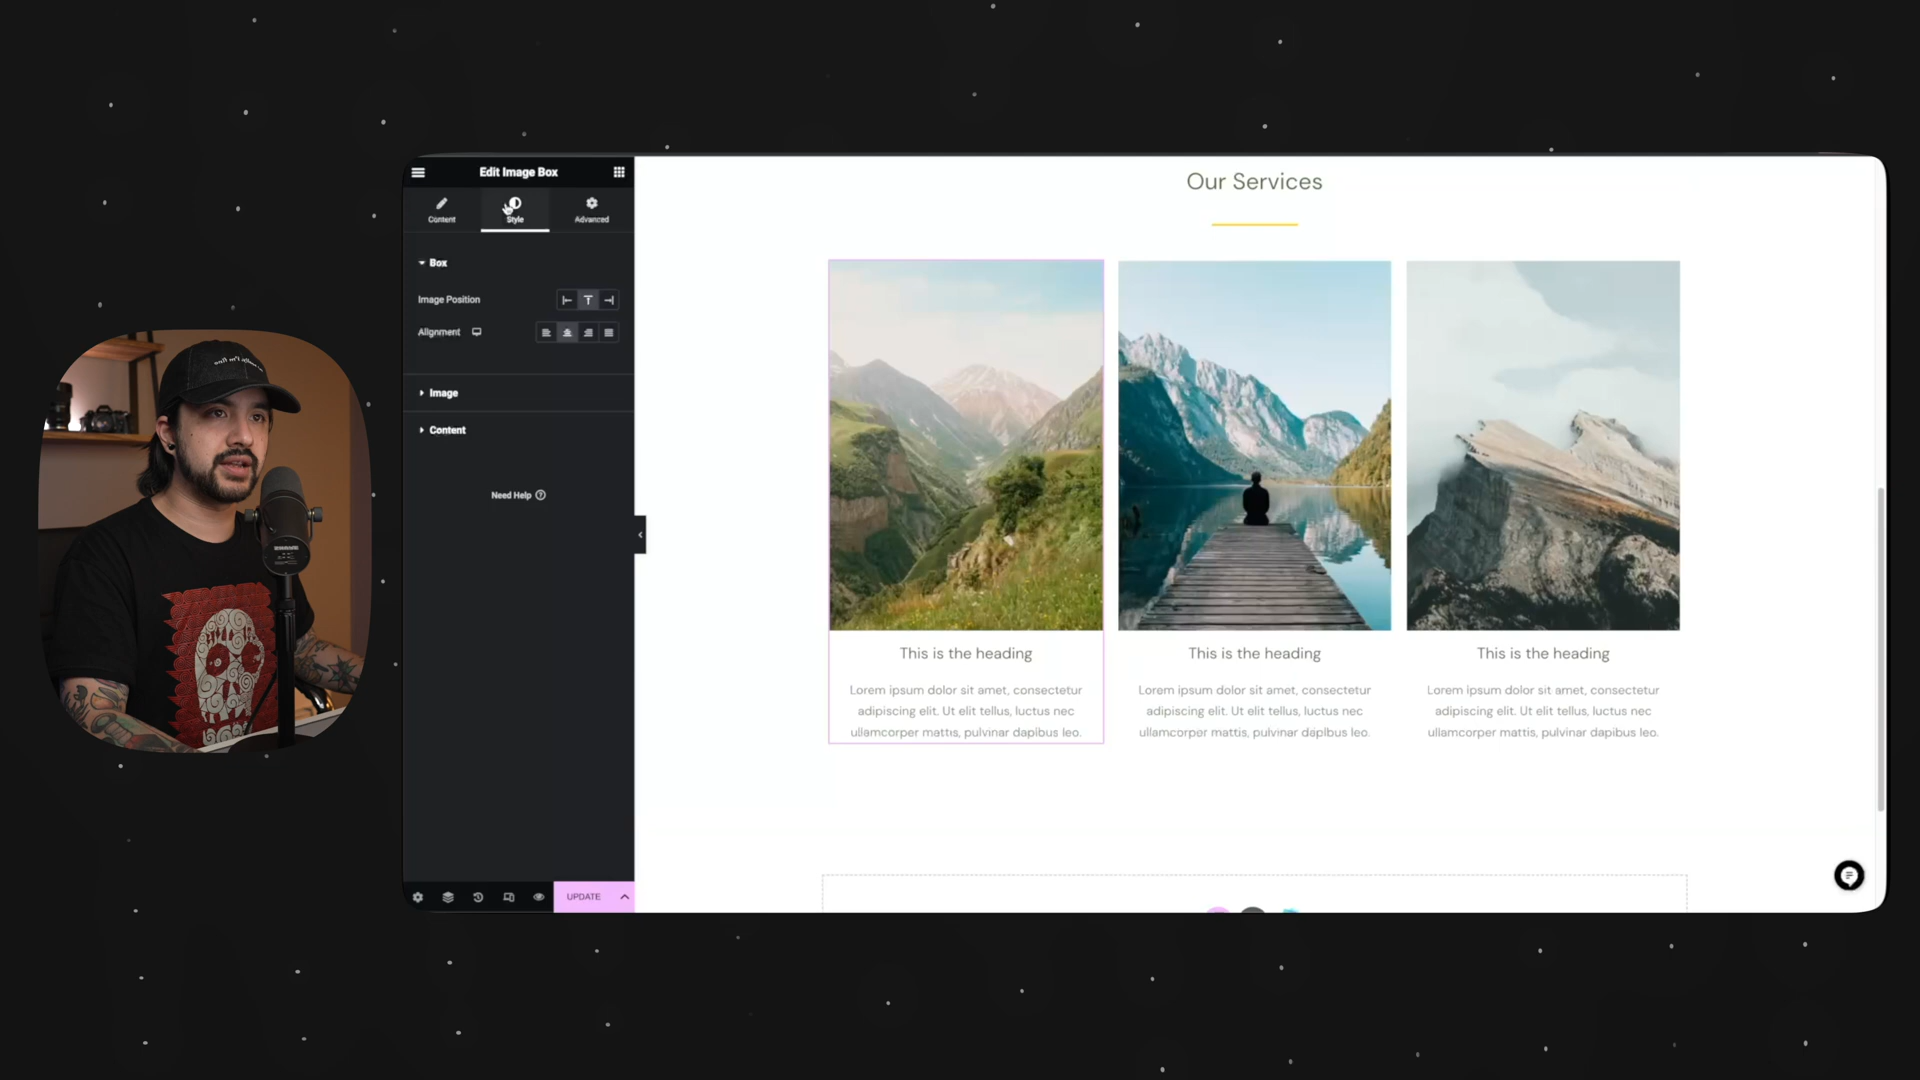 Edit Image Box
Content
Style
Advanced
Box
Image Position
Alignment
Image
Content
Need Help
UPDATE
Our Services
This is the heading
Lorem ipsum dolor sit amet, consectetur
adipiscing elit. Ut elit tellus, luctus nec
ullamcorper mattis, pulvinar dapibus leo.
This is the heading
Lorem ipsum dolor sit amet, consectetur
adipiscing elit. Ut elit tellus, luctus nec
ullamcorper mattis, pulvinar dapibus leo.
This is the heading
Lorem ipsum dolor sit amet, consectetur
adipiscing elit. Ut elit tellus, luctus nec
ullamcorper mattis, pulvinar dapibus leo.